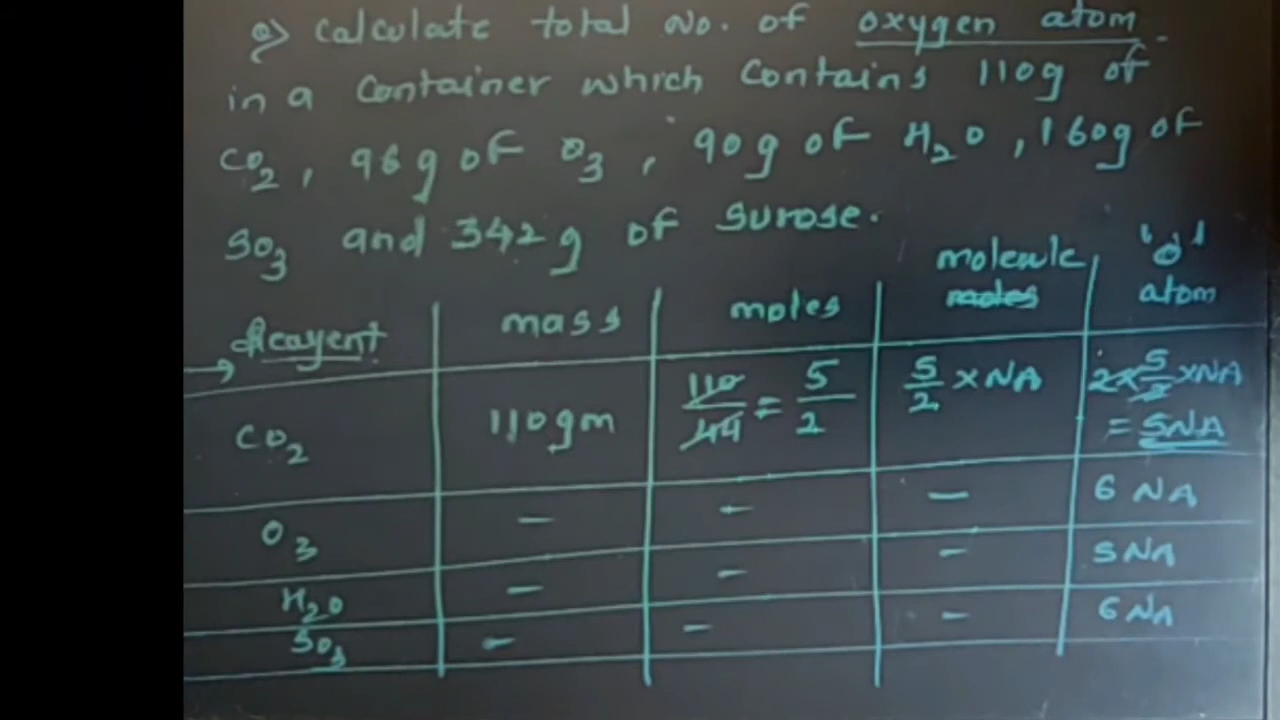 Q> Calculate total No. of oxygen atom
in a Container which Contains 110g of
CO2, 96g of O3, 90g of H2O, 160g of
SO3 and 342g of Surose.
→ Reagent | mass | moles | molecule moles | 'O' atom
CO2 | 110gm | 110/44 = 5/2 | 5/2 × NA | 2×5/2×NA = 5NA
O3 | – | – | – | 6 NA
H2O | – | – | – | 5NA
SO3 | – | – | – | 6 NA